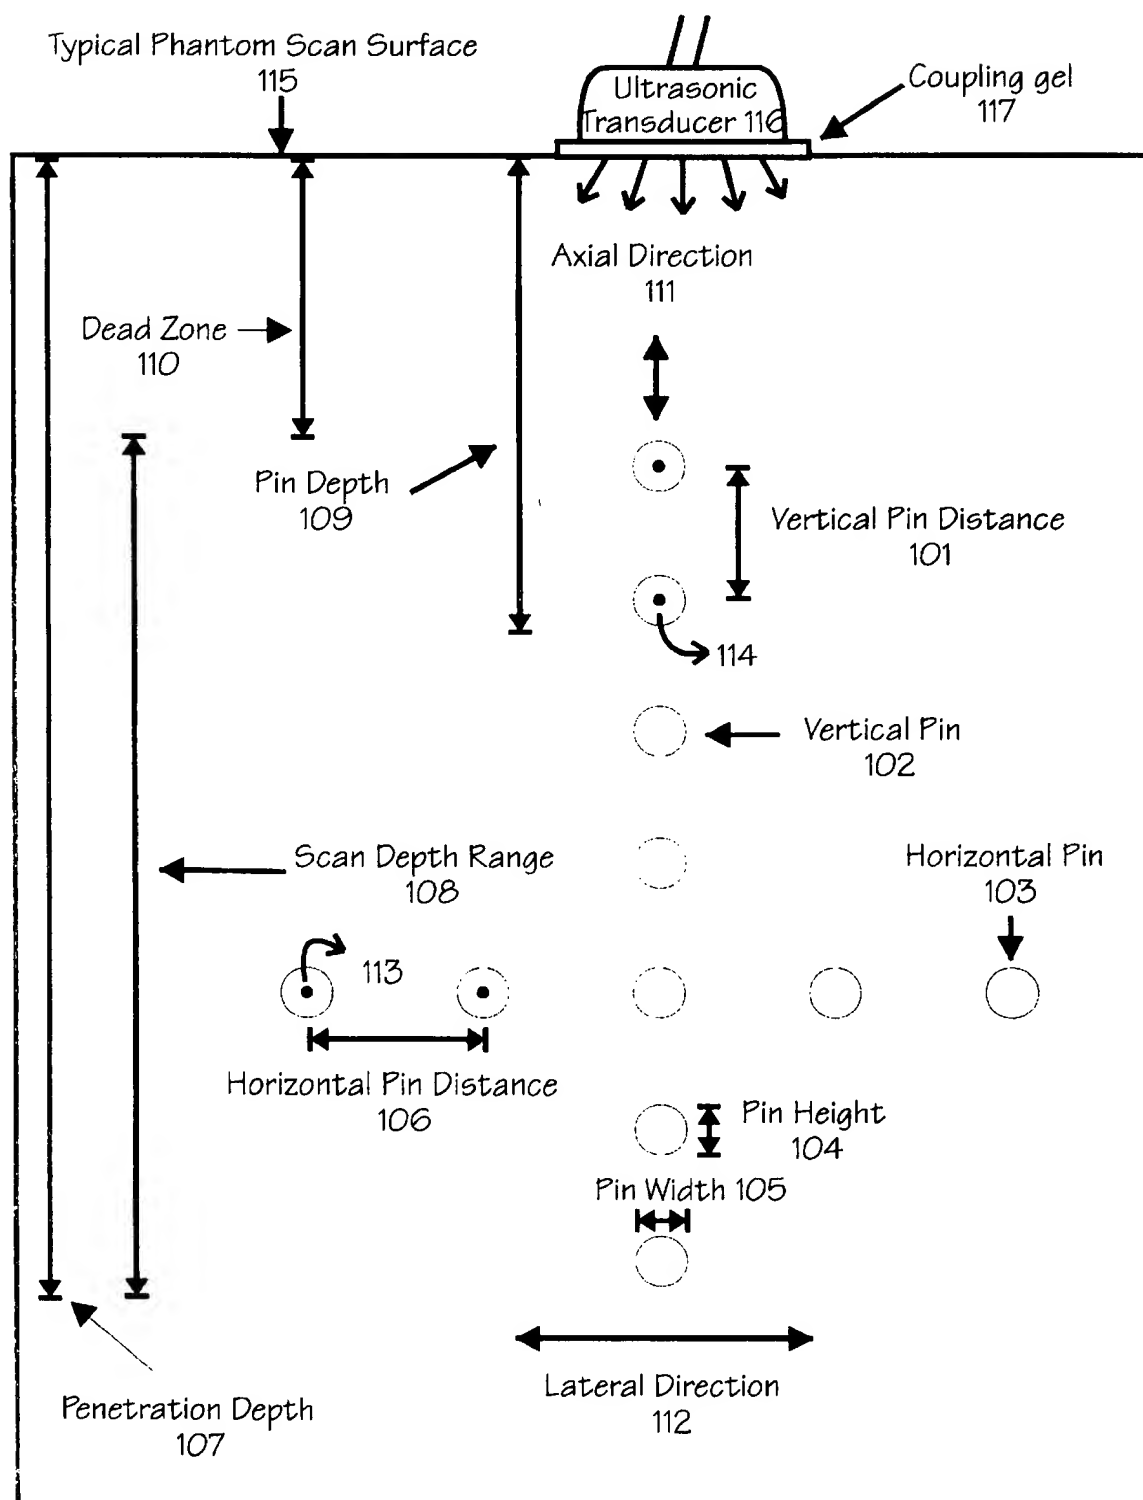 Typical Phantom Scan Surface
115
Ultrasonic
Transducer 116
Coupling gel
117
Axial Direction
111
Dead Zone
110
Pin Depth
109
Vertical Pin Distance
101
114
Vertical Pin
102
Scan Depth Range
108
Horizontal Pin
103
113
Horizontal Pin Distance
106
Pin Height
104
Pin Width 105
Lateral Direction
112
Penetration Depth
107